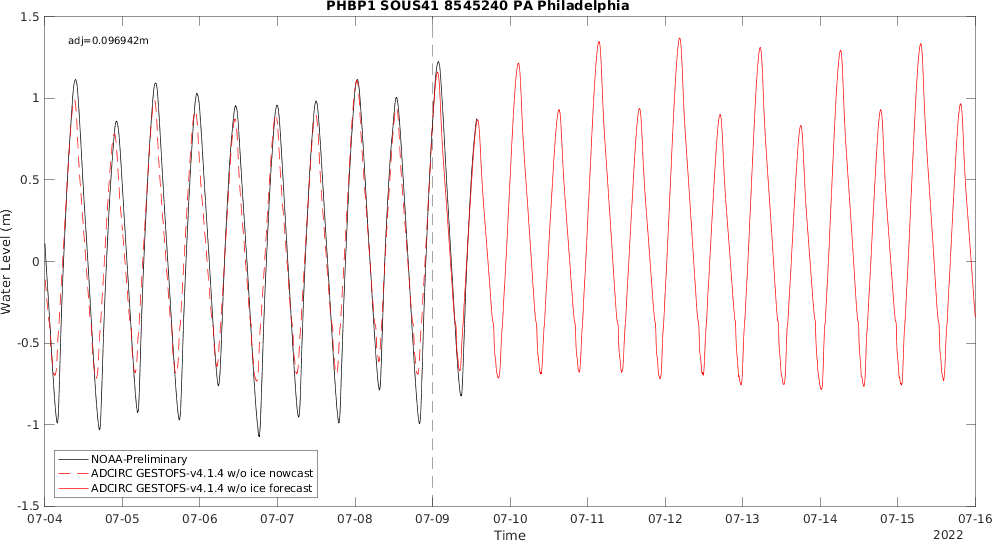 PHBP1 SOUS41 8545240 PA Philadelphia
adj=0.096942m
1.5
1
0.5
0
-0.5
-1
-1.5
Water Level (m)
NOAA-Preliminary
ADCIRC GESTOFS-v4.1.4 w/o ice nowcast
ADCIRC GESTOFS-v4.1.4 w/o ice forecast
07-04 07-05 07-06 07-07 07-08 07-09 07-10 07-11 07-12 07-13 07-14 07-15 07-16
Time
2022